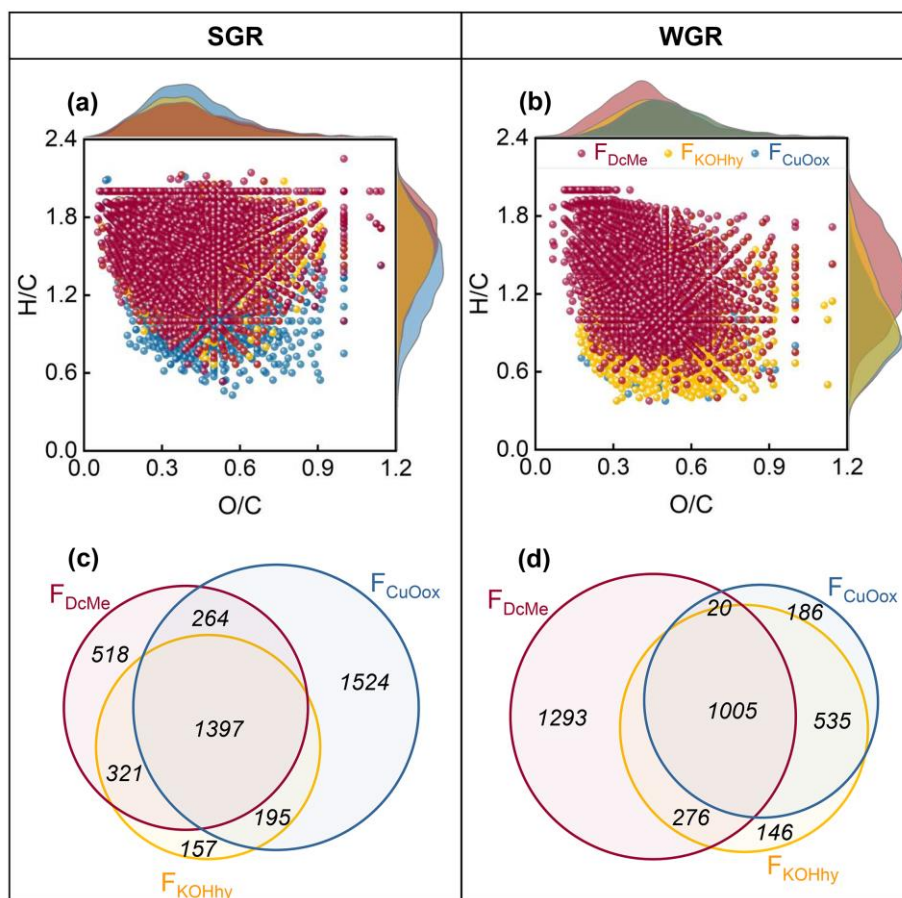 SGR
WGR
(a)
2.4
1.8
1.2
0.6
0.0
H/C
0.0 0.3 0.6 0.9 1.2
O/C
(b)
F_DcMe F_KOHhy F_CuOox
2.4
1.8
1.2
0.6
0.0
H/C
0.0 0.3 0.6 0.9 1.2
O/C
(c)
F_DcMe
F_CuOox
264
518
1524
1397
321
195
157
F_KOHhy
(d)
F_DcMe
F_CuOox
20
186
1293
1005
535
276
146
F_KOHhy